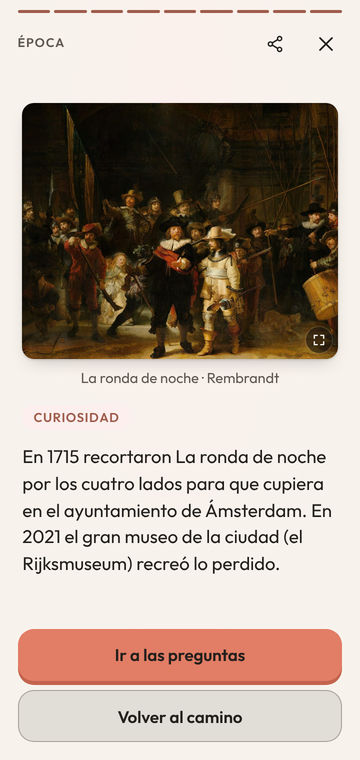 ÉPOCA
La ronda de noche · Rembrandt
CURIOSIDAD
En 1715 recortaron La ronda de noche
por los cuatro lados para que cupiera
en el ayuntamiento de Ámsterdam. En
2021 el gran museo de la ciudad (el
Rijksmuseum) recreó lo perdido.
Ir a las preguntas
Volver al camino